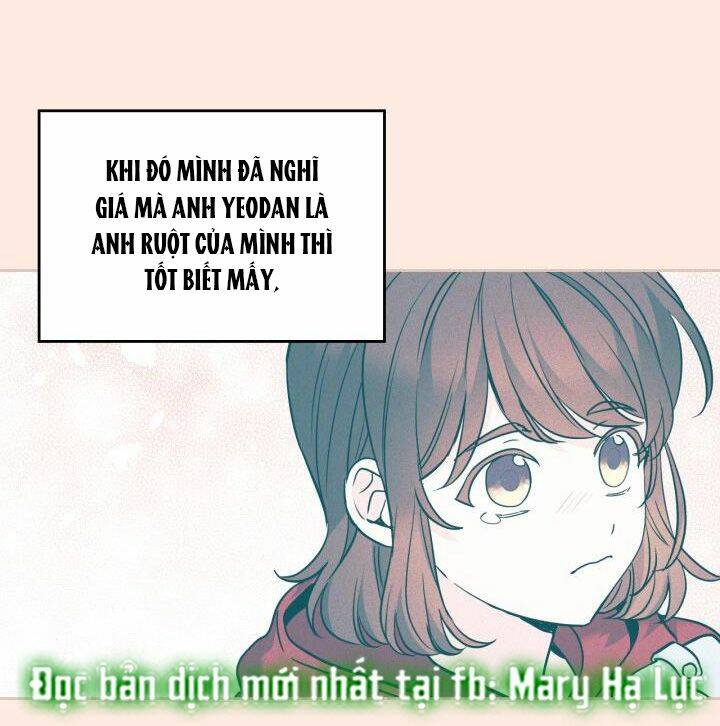 KHI ĐÓ MÌNH ĐÃ NGHĨ
GIÁ MÀ ANH YEODAN LÀ
ANH RUỘT CỦA MÌNH THÌ
TỐT BIẾT MẤY,
Đọc bản dịch mới nhất tại fb: Mary Hạ Lục